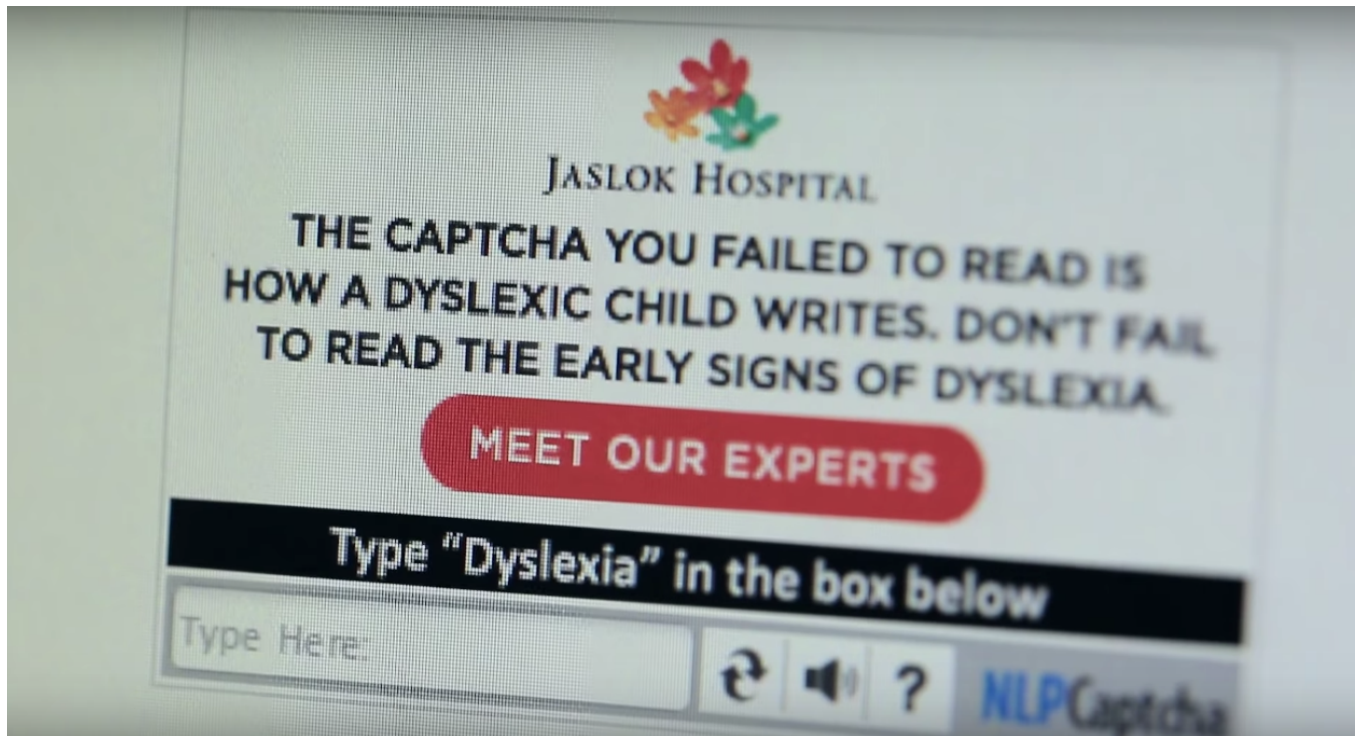 JASLOK HOSPITAL
THE CAPTCHA YOU FAILED TO READ IS
HOW A DYSLEXIC CHILD WRITES. DON'T FAIL
TO READ THE EARLY SIGNS OF DYSLEXIA.
MEET OUR EXPERTS
Type "Dyslexia" in the box below
Type Here:
?
NLPCaptcha